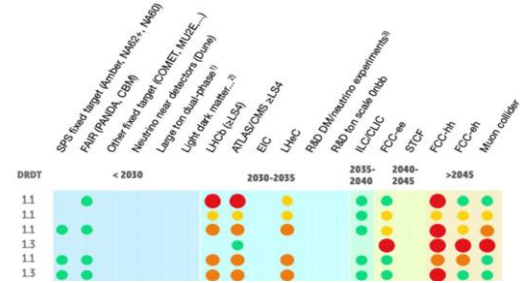 SPS fixed target (Amber, NA62+, NA60)
FAIR (PANDA, CBM)
Other fixed target (COMET, MU2E,...)
Neutrino near detectors (Dune)
Large ton dual-phase 1)
Light dark matter... 2)
LHCb (≥LS4)
ATLAS/CMS ≥LS4
EIC
LHeC
R&D DM/neutrino experiments 3)
R&D ton scale 0nbb
ILC/CLIC
FCC-ee
STCF
FCC-hh
FCC-eh
Muon collider
DRDT < 2030 2030-2035 2035-2040 2040-2045 >2045
1.1
1.1
1.1
1.3
1.1
1.3